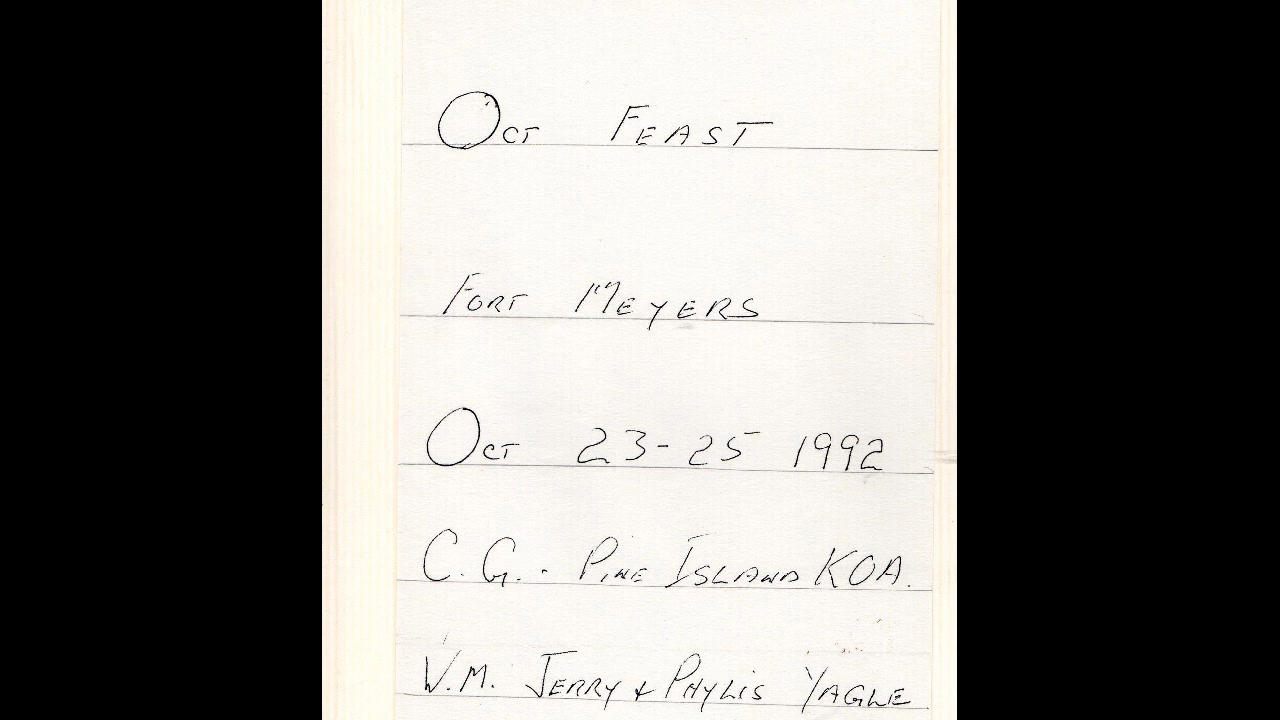 Oct FEAST
FORT MEYERS
Oct 23-25 1992
C.G. - PINE ISLAND KOA.
W.M. JERRY & PHYLIS YAGLE